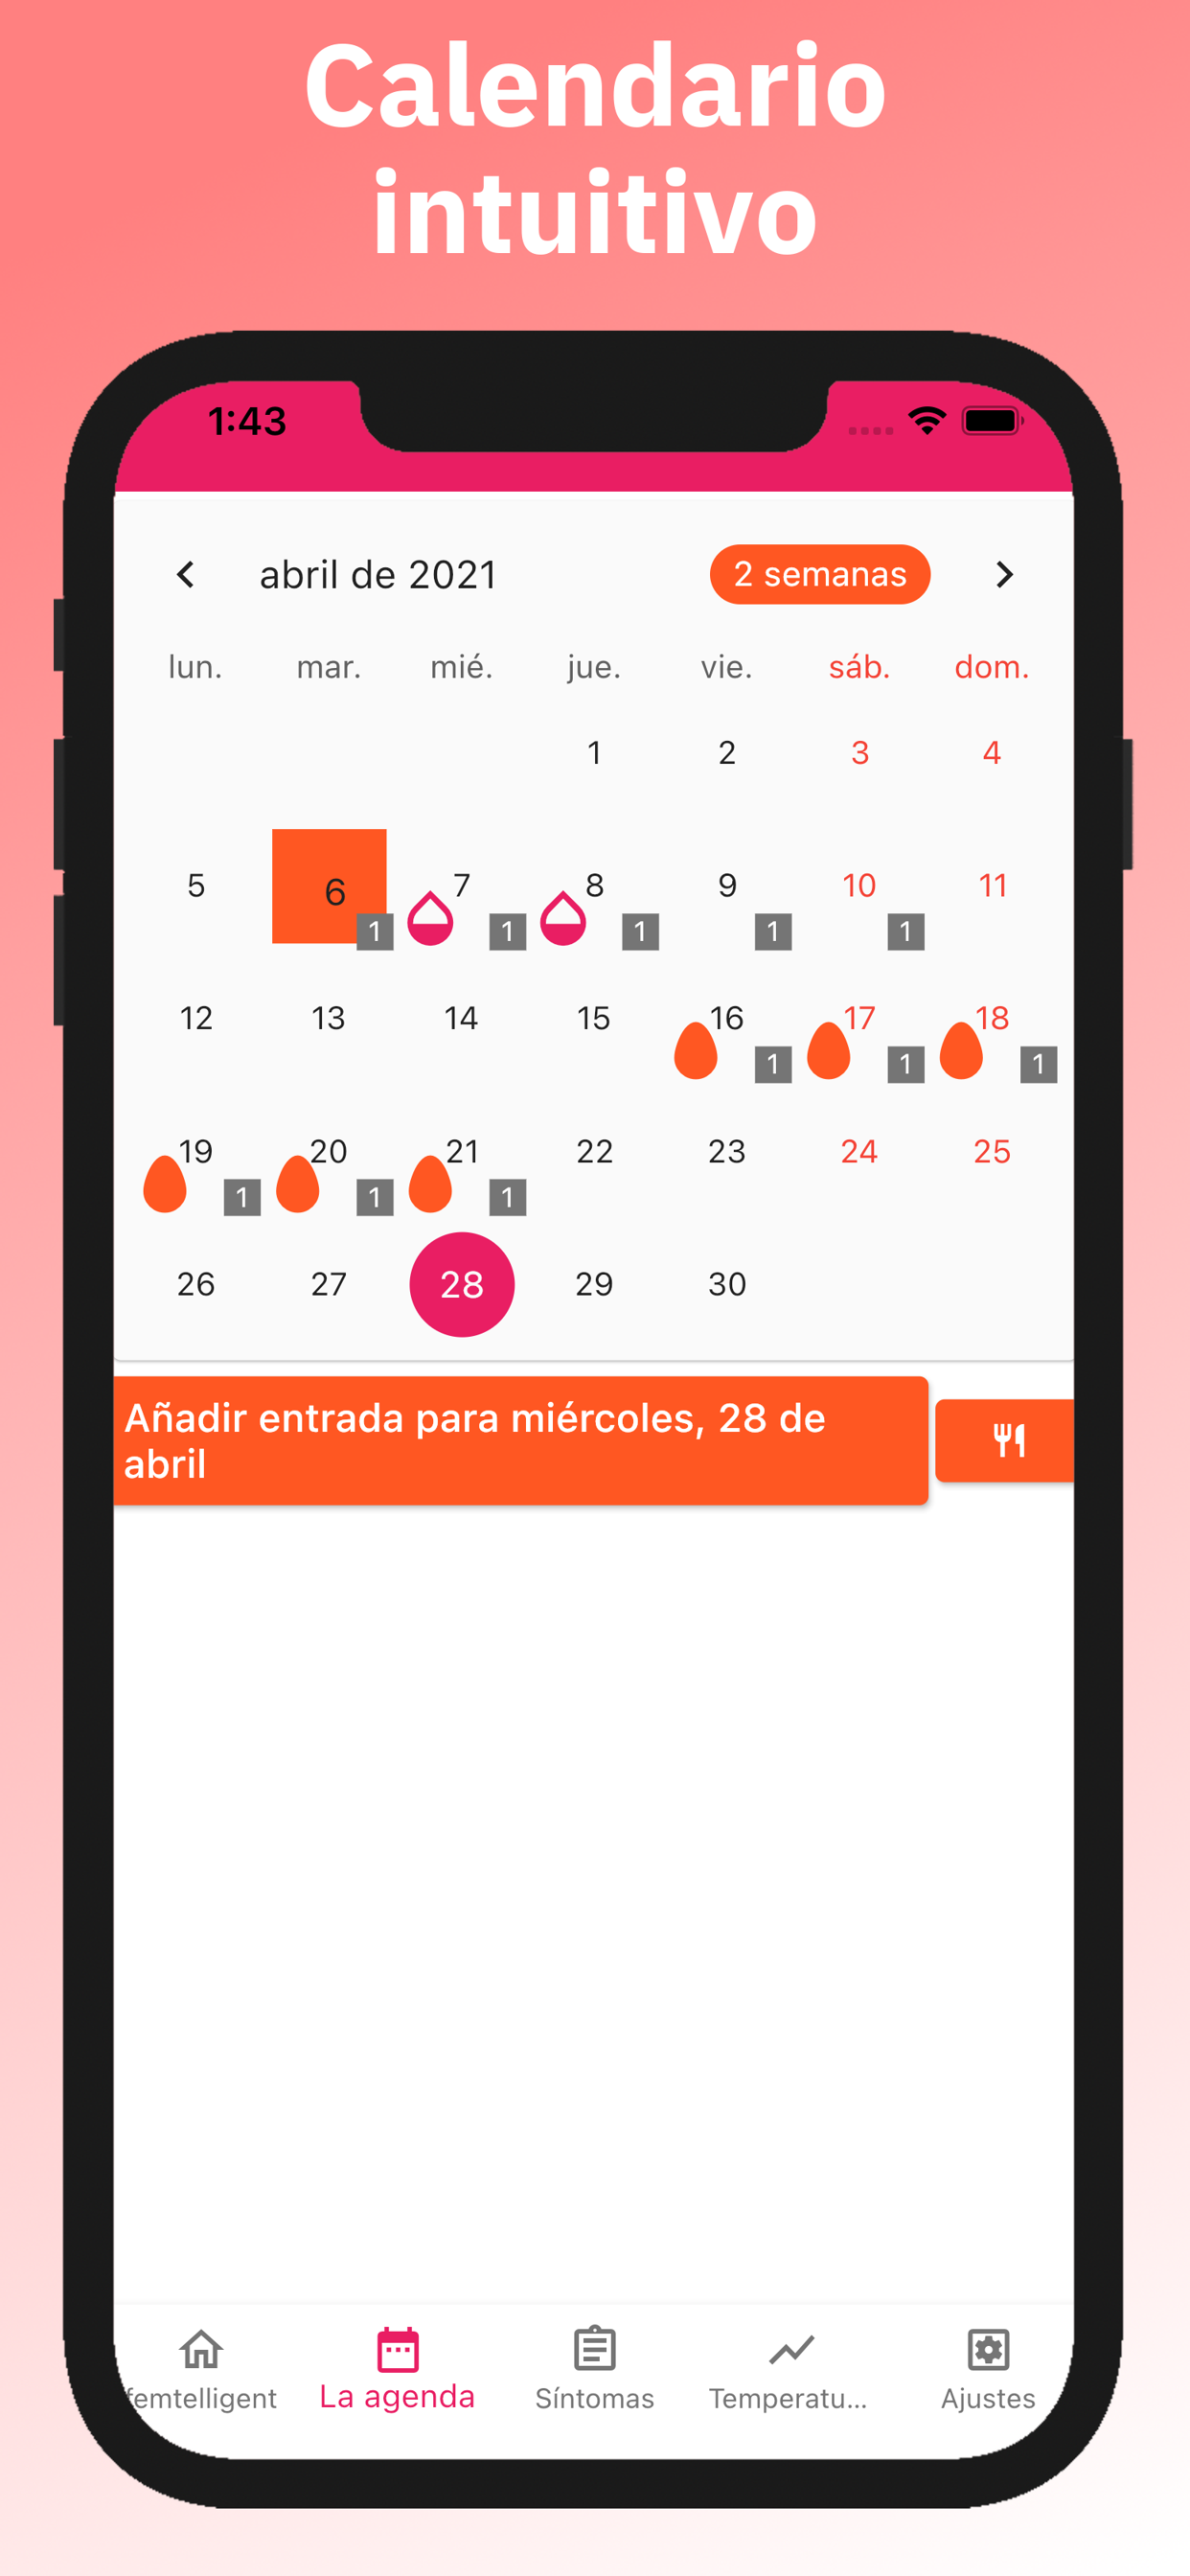 Calendario
intuitivo
1:43
abril de 2021 2 semanas
lun. mar. mié. jue. vie. sáb. dom.
1 2 3 4
5 6 7 8 9 10 11
1 1 1 1 1
12 13 14 15 16 17 18
1 1 1
19 20 21 22 23 24 25
1 1 1
26 27 28 29 30
Añadir entrada para miércoles, 28 de
abril
femtelligent La agenda Síntomas Temperatu... Ajustes